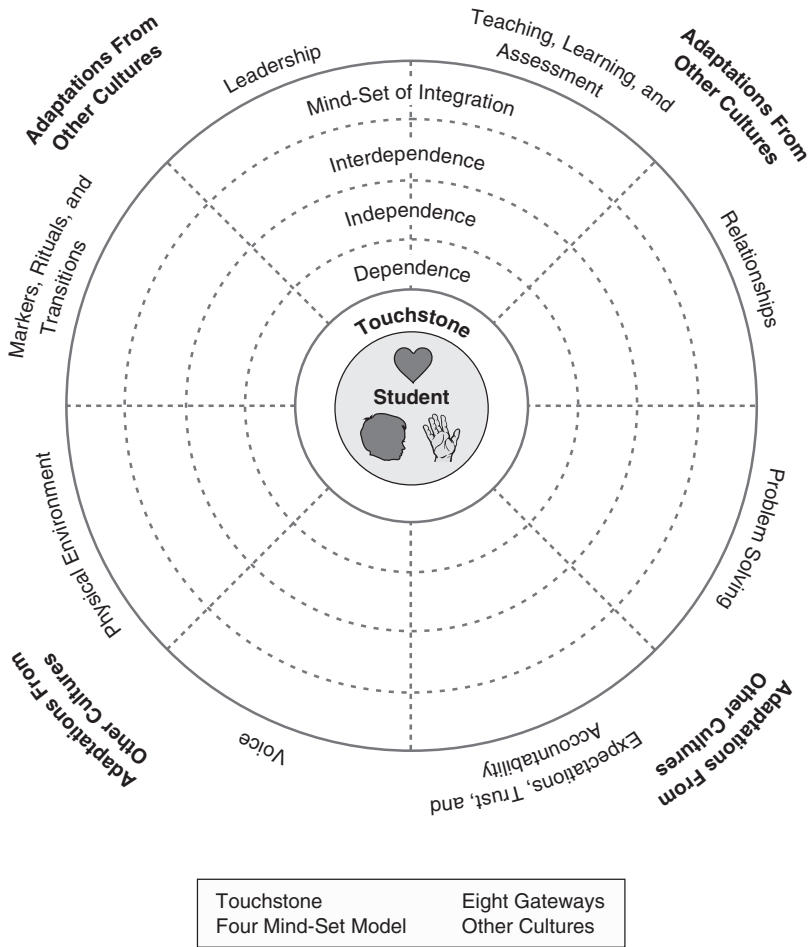 Adaptations From
Other Cultures
Leadership
Teaching, Learning, and
Assessment
Adaptations From
Other Cultures
Mind-Set of Integration
Interdependence
Independence
Dependence
Touchstone
Student
Markers, Rituals, and
Transitions
Relationships
Physical Environment
Problem Solving
Adaptations From
Other Cultures
Voice
Expectations, Trust, and
Accountability
Adaptations From
Other Cultures
Touchstone
Four Mind-Set Model
Eight Gateways
Other Cultures